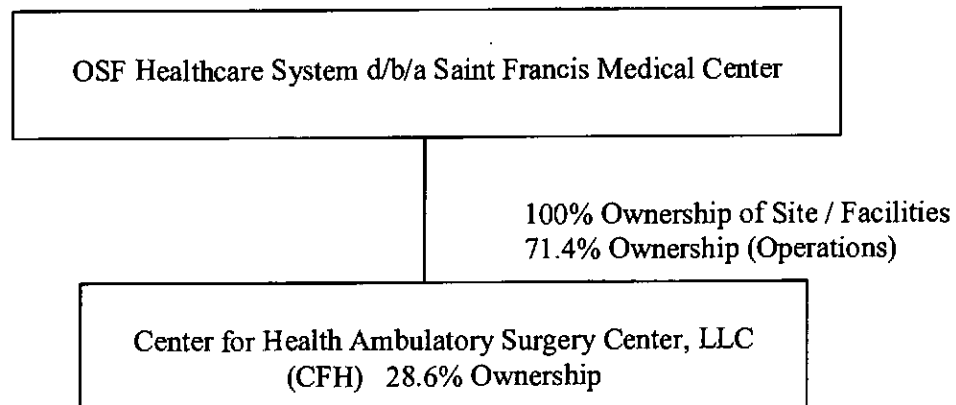 OSF Healthcare System d/b/a Saint Francis Medical Center
100% Ownership of Site / Facilities
71.4% Ownership (Operations)
Center for Health Ambulatory Surgery Center, LLC
(CFH) 28.6% Ownership